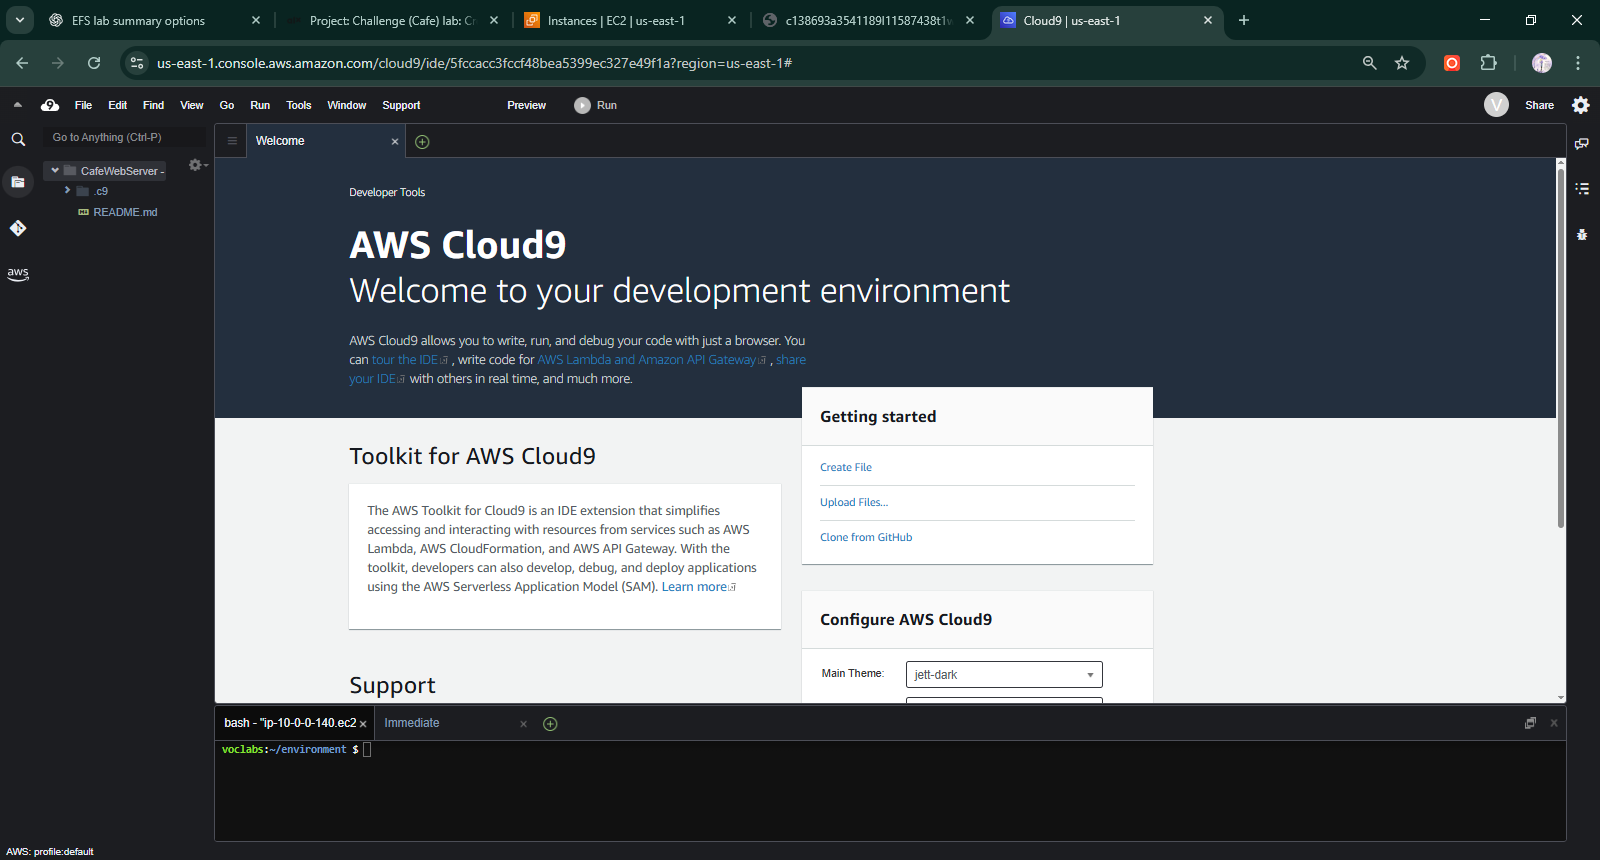 EFS lab summary options
Project: Challenge (Cafe) lab: Cr
Instances | EC2 | us-east-1
c138693a3541189l11587438t1w
Cloud9 | us-east-1
us-east-1.console.aws.amazon.com/cloud9/ide/5fccacc3fccf48bea5399ec327e49f1a?region=us-east-1#
9 File Edit Find View Go Run Tools Window Support Preview Run V Share
Go to Anything (Ctrl-P)
Welcome
CafeWebServer -
.c9
README.md
aws
Developer Tools
AWS Cloud9
Welcome to your development environment
AWS Cloud9 allows you to write, run, and debug your code with just a browser. You
can tour the IDE , write code for AWS Lambda and Amazon API Gateway , share
your IDE with others in real time, and much more.
Getting started
Create File
Upload Files...
Clone from GitHub
Toolkit for AWS Cloud9
The AWS Toolkit for Cloud9 is an IDE extension that simplifies
accessing and interacting with resources from services such as AWS
Lambda, AWS CloudFormation, and AWS API Gateway. With the
toolkit, developers can also develop, debug, and deploy applications
using the AWS Serverless Application Model (SAM). Learn more
Configure AWS Cloud9
Main Theme: jett-dark
Support
bash - "ip-10-0-0-140.ec2
Immediate
voclabs:~/environment $
AWS: profile:default